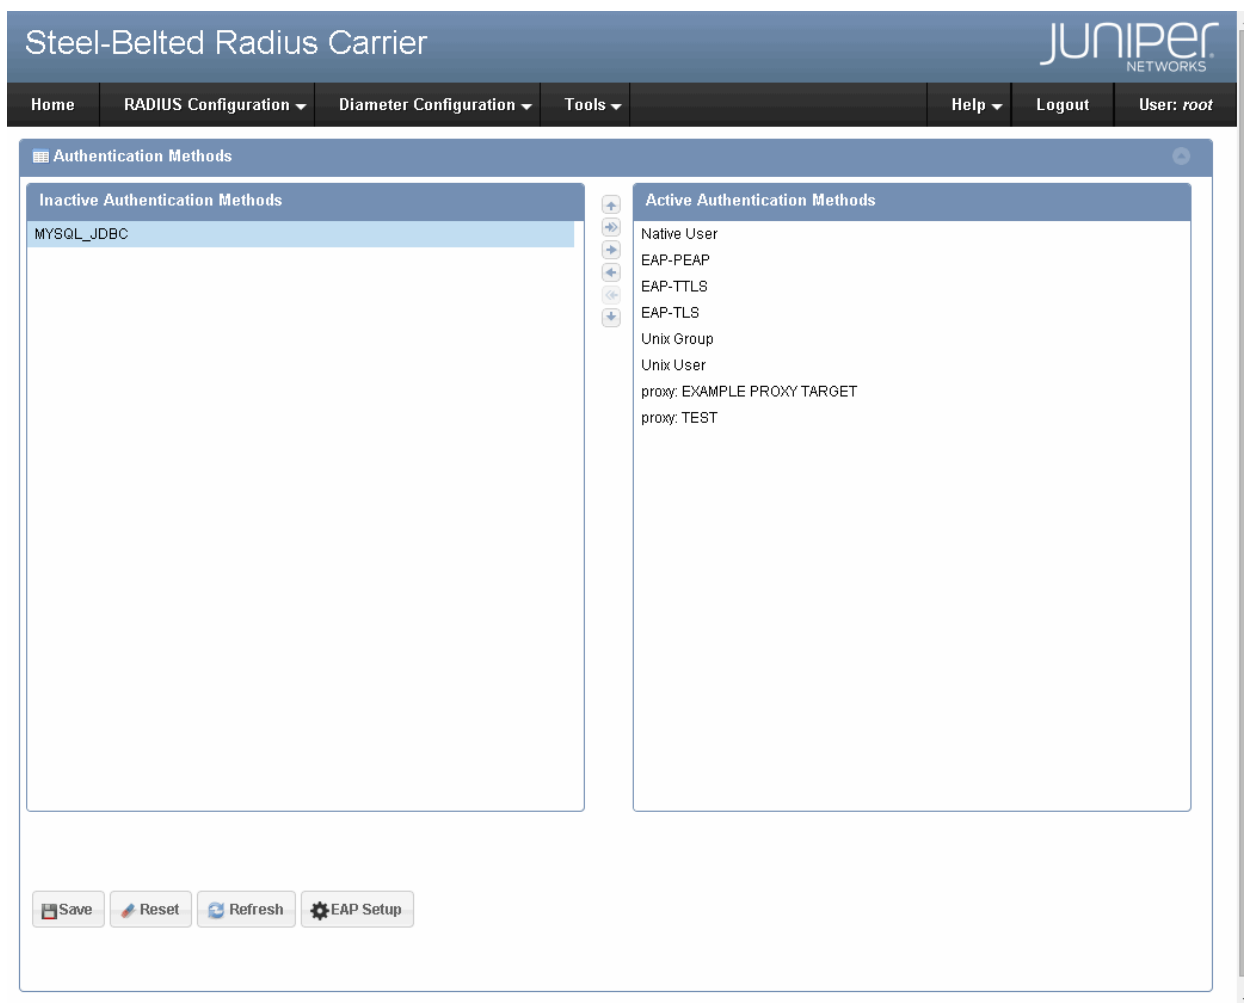 Steel-Belted Radius Carrier
JUNIPER
NETWORKS
Home RADIUS Configuration Diameter Configuration Tools Help Logout User: root
Authentication Methods
Inactive Authentication Methods
MYSQL_JDBC
Active Authentication Methods
Native User
EAP-PEAP
EAP-TTLS
EAP-TLS
Unix Group
Unix User
proxy: EXAMPLE PROXY TARGET
proxy: TEST
Save Reset Refresh EAP Setup